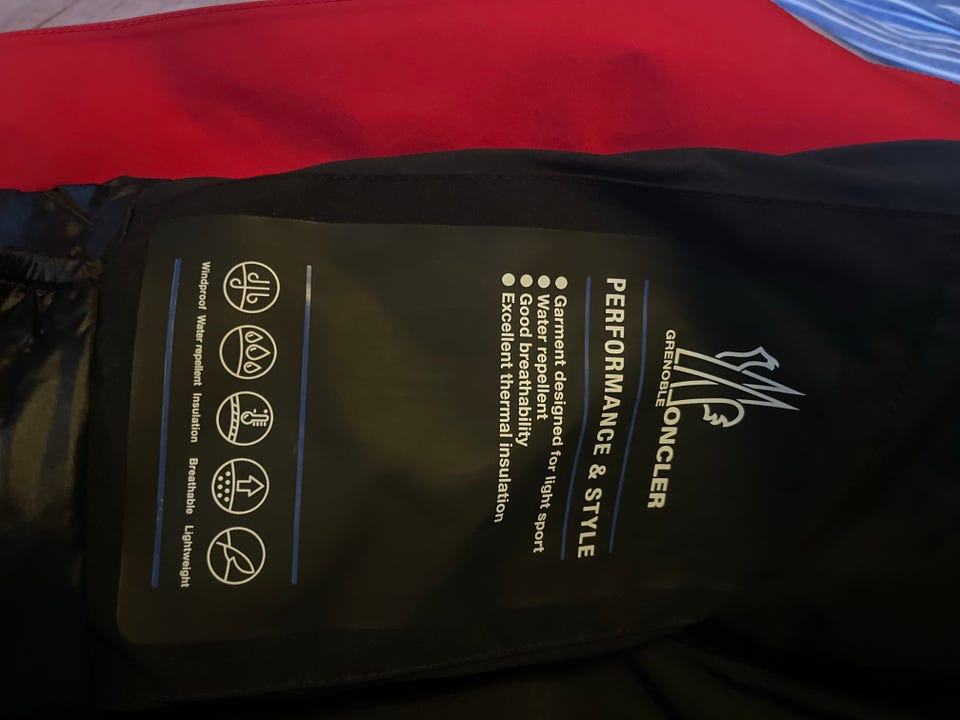 MONCLER
GRENOBLE
PERFORMANCE & STYLE
Garment designed for light sport
Water repellent
Good breathability
Excellent thermal insulation
Windproof Water repellent Insulation Breathable Lightweight